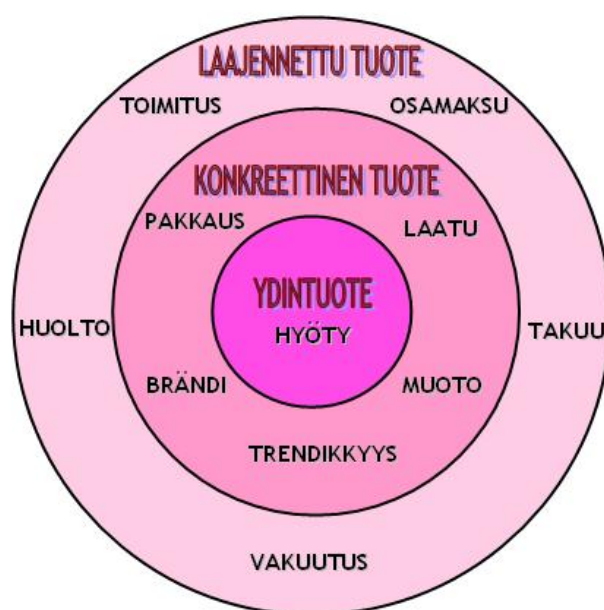 LAAJENNETTU TUOTE
TOIMITUS
OSAMAKSU
KONKREETTINEN TUOTE
PAKKAUS
LAATU
YDINTUOTE
HYÖTY
HUOLTO
TAKUU
BRÄNDI
MUOTO
TRENDIKKYYS
VAKUUTUS